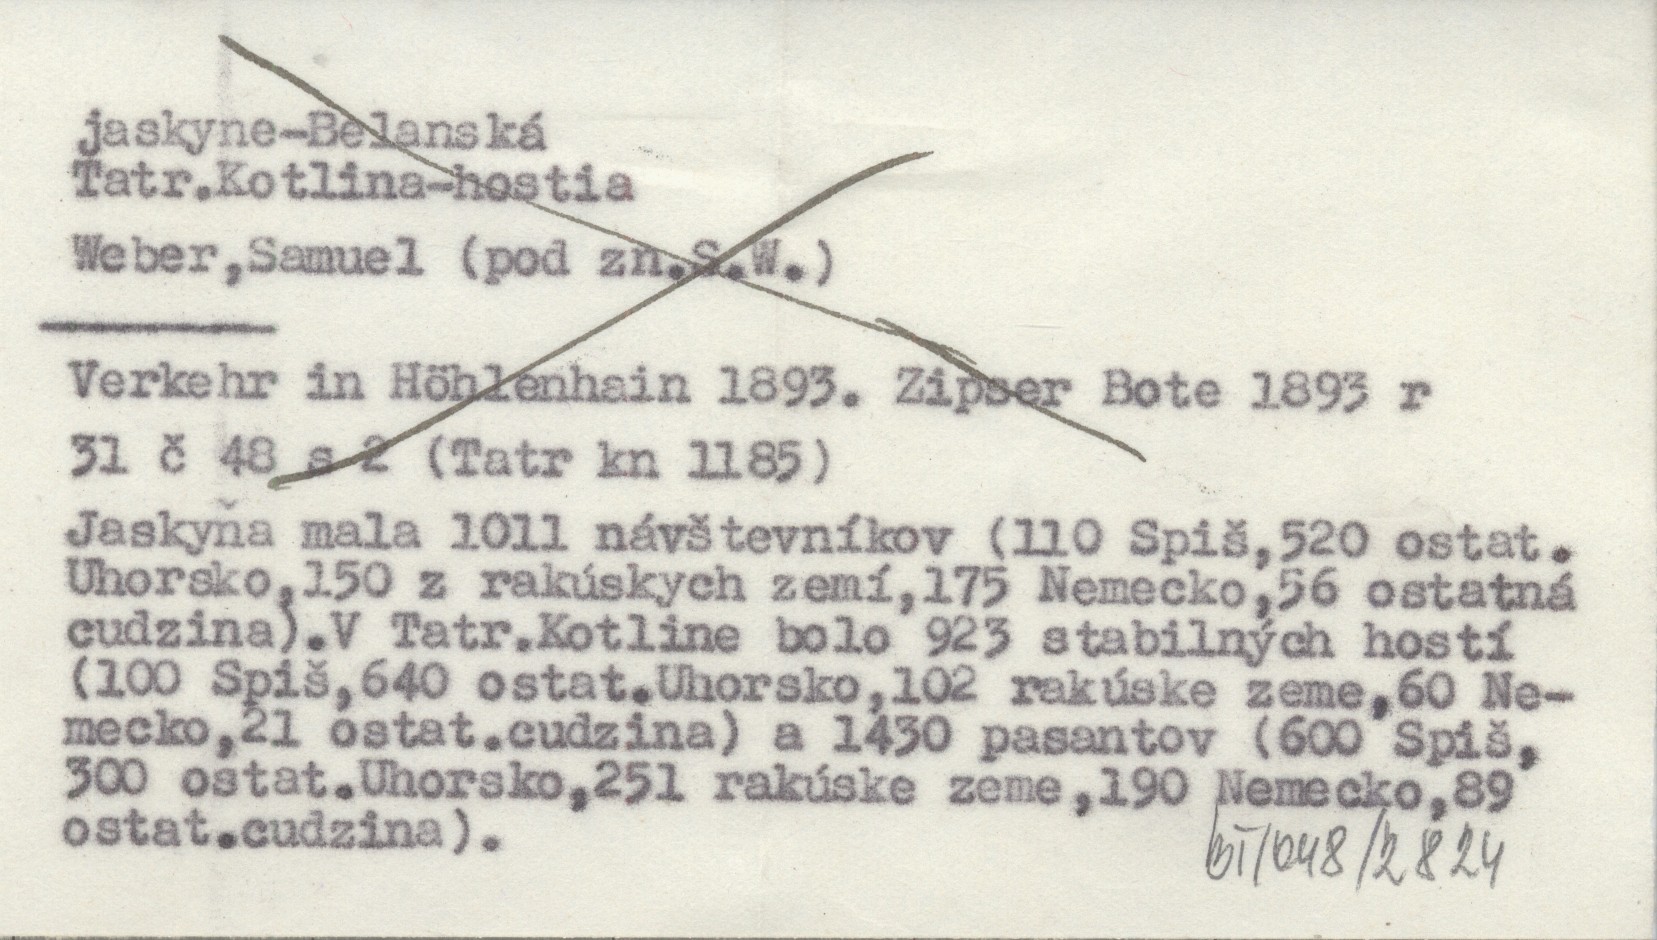 jaskyne-Belanská
Tatr.Kotlina-hostia
Weber,Samuel (pod zn.S.W.)
Verkehr in Höhlenhain 1893. Zipser Bote 1893 r
31 č 48 s 2 (Tatr kn 1185)
Jaskyňa mala 1011 návštevníkov (110 Spiš,520 ostat.
Uhorsko,150 z rakúskych zemí,175 Nemecko,56 ostatná
cudzina).V Tatr.Kotline bolo 923 stabilných hostí
(100 Spiš,640 ostat.Uhorsko,102 rakúske zeme,60 Ne-
mecko,21 ostat.cudzina) a 1430 pasantov (600 Spiš,
300 ostat.Uhorsko,251 rakúske zeme,190 Nemecko,89
ostat.cudzina).